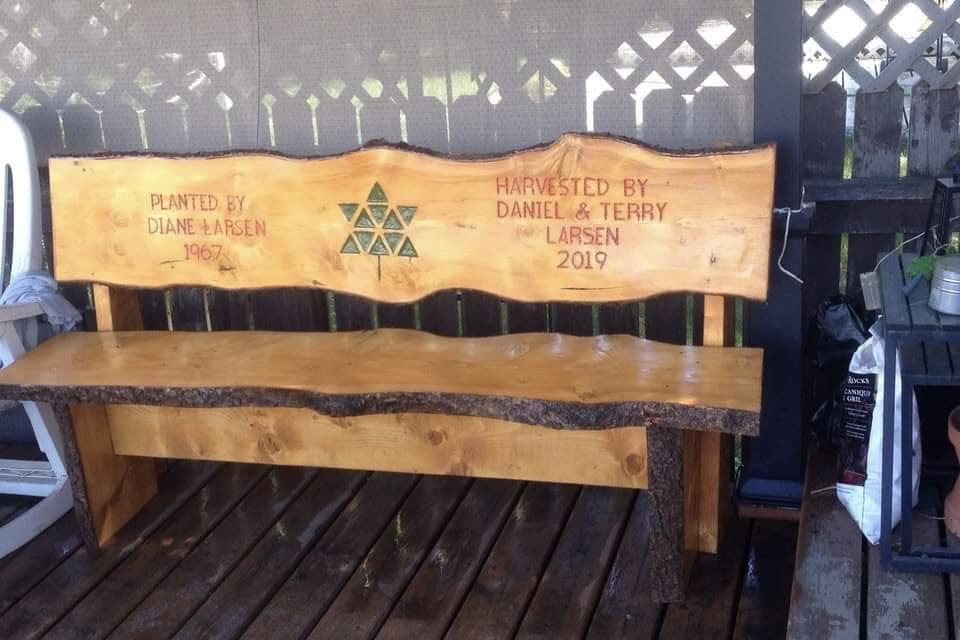 PLANTED BY
DIANE LARSEN
1967
HARVESTED BY
DANIEL & TERRY
LARSEN
2019